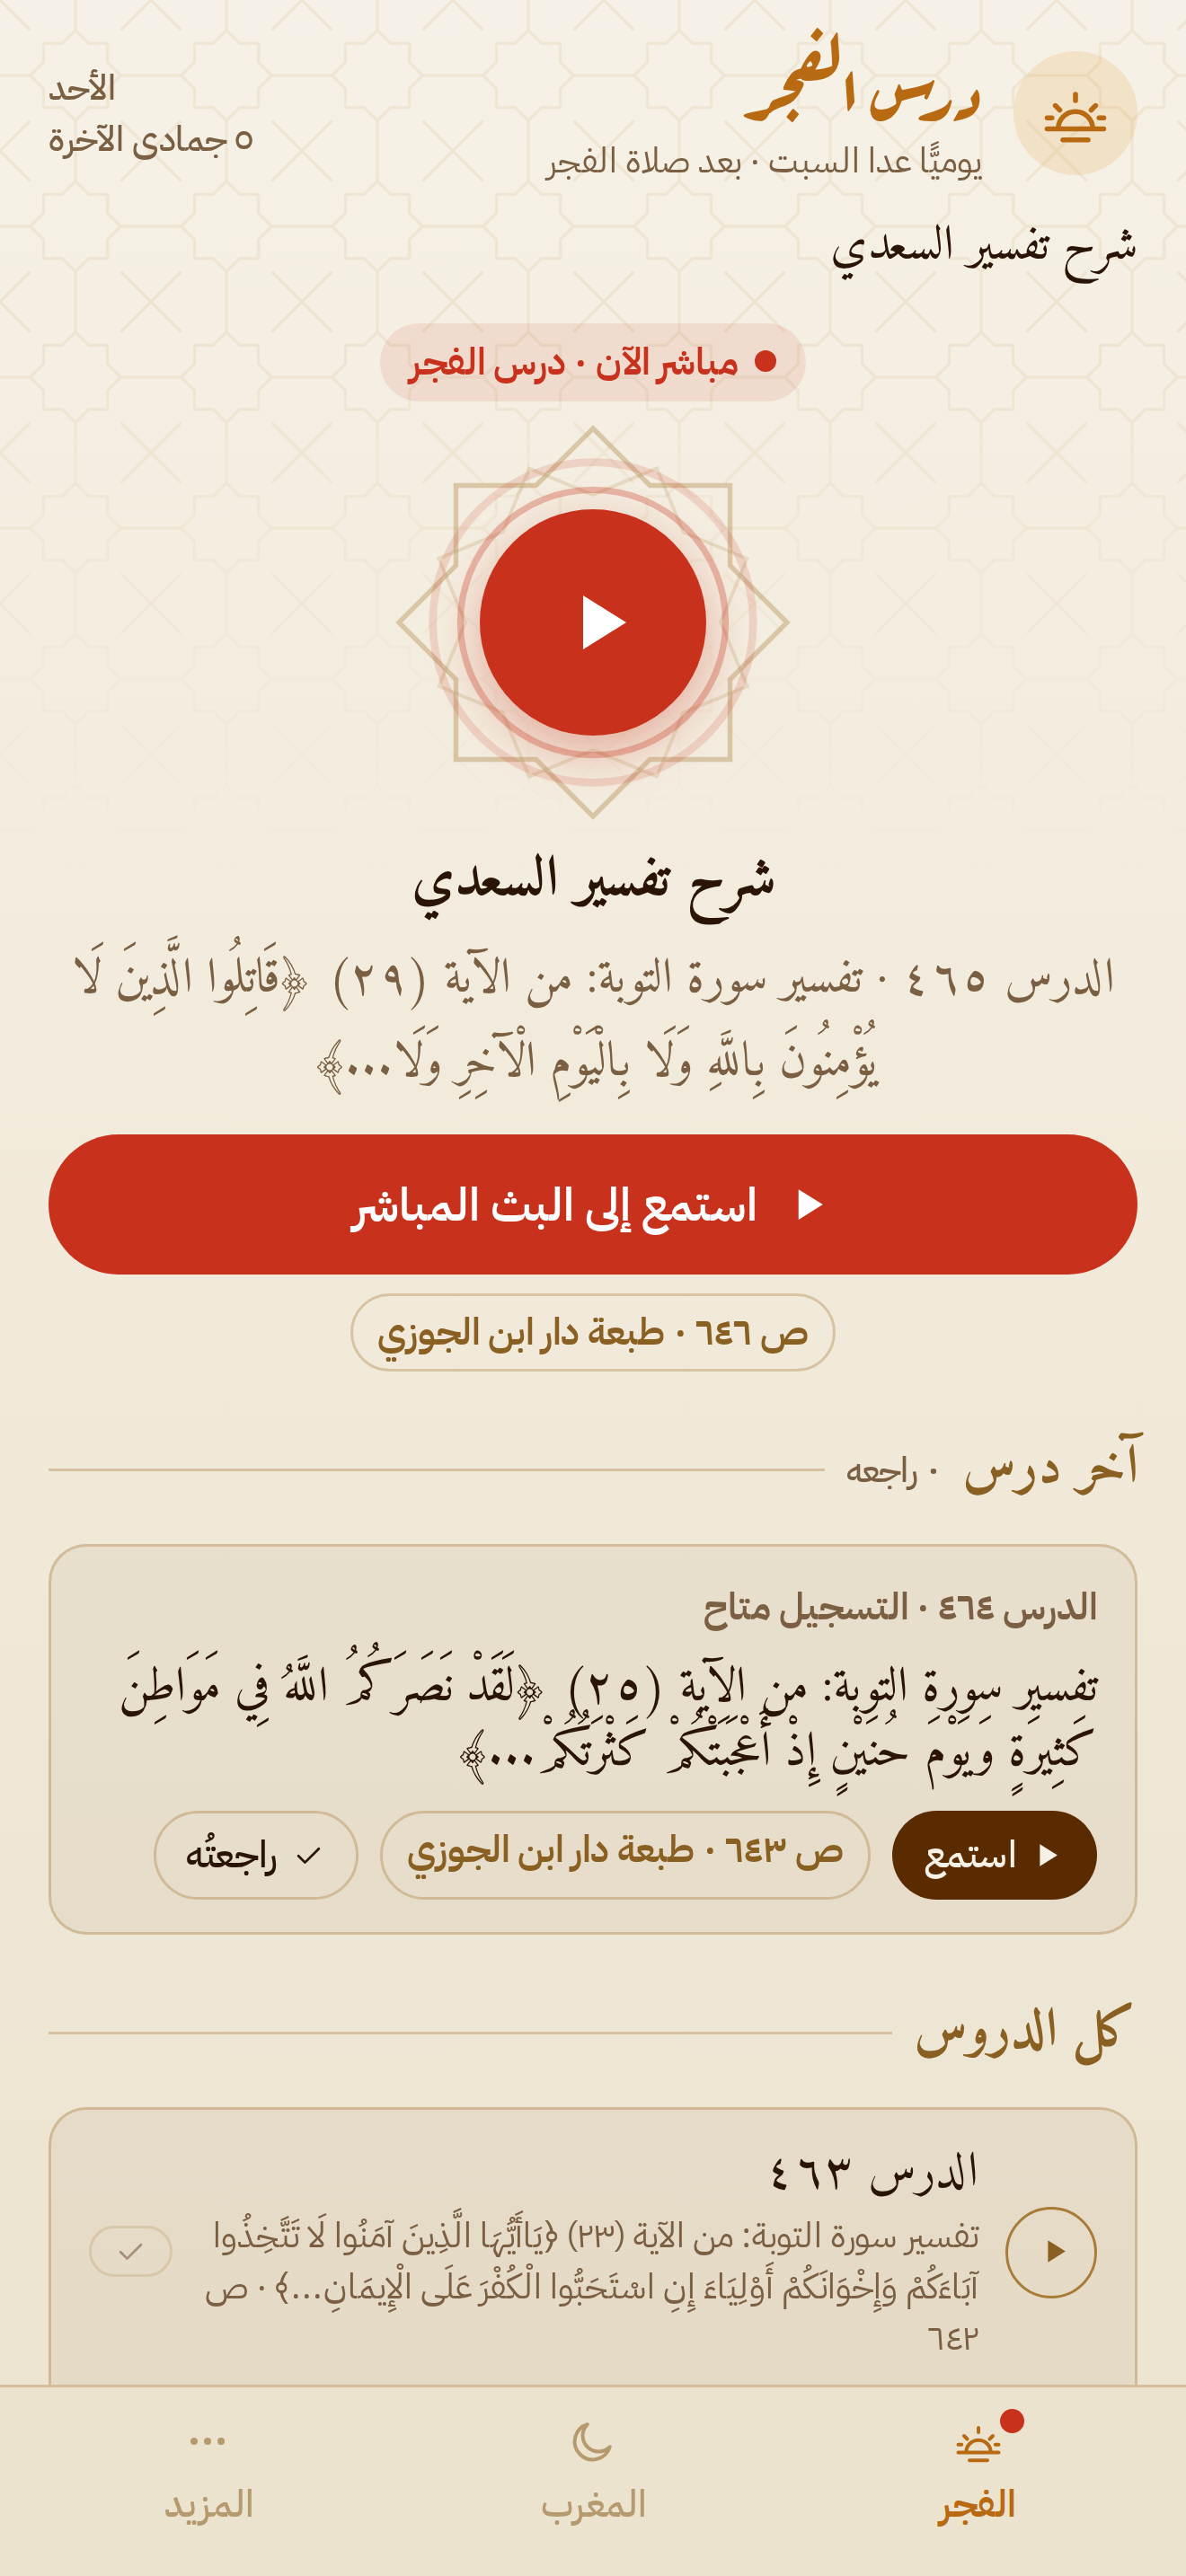 درس الفجر
يوميًّا عدا السبت · بعد صلاة الفجر
الأحد
٥ جمادى الآخرة
شرح تفسير السعدي
مباشر الآن · درس الفجر
شرح تفسير السعدي
الدرس ٤٦٥ · تفسير سورة التوبة: من الآية (٢٩) ﴿قَاتِلُوا الَّذِينَ لَا
يُؤْمِنُونَ بِاللَّهِ وَلَا بِالْيَوْمِ الْآخِرِ وَلَا...﴾
استمع إلى البث المباشر
ص ٦٤٦ · طبعة دار ابن الجوزي
آخر درس · راجعه
الدرس ٤٦٤ · التسجيل متاح
تفسير سورة التوبة: من الآية (٢٥) ﴿لَقَدْ نَصَرَكُمُ اللَّهُ فِي مَوَاطِنَ
كَثِيرَةٍ وَيَوْمَ حُنَيْنٍ إِذْ أَعْجَبَتْكُمْ كَثْرَتُكُمْ...﴾
استمع
ص ٦٤٣ · طبعة دار ابن الجوزي
راجعتُه
كل الدروس
الدرس ٤٦٣
تفسير سورة التوبة: من الآية (٢٣) ﴿يَاأَيُّهَا الَّذِينَ آمَنُوا لَا تَتَّخِذُوا
آبَاءَكُمْ وَإِخْوَانَكُمْ أَوْلِيَاءَ إِنِ اسْتَحَبُّوا الْكُفْرَ عَلَى الْإِيمَانِ...﴾ · ص
٦٤٢
الفجر
المغرب
المزيد